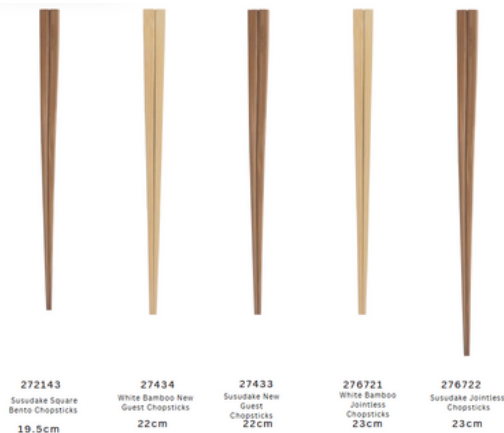 272143
Susudake Square
Bento Chopsticks
19.5cm
27434
White Bamboo New
Guest Chopsticks
22cm
27433
Susudake New
Guest
Chopsticks
22cm
276721
White Bamboo
Jointless
Chopsticks
23cm
276722
Susudake Jointless
Chopsticks
23cm